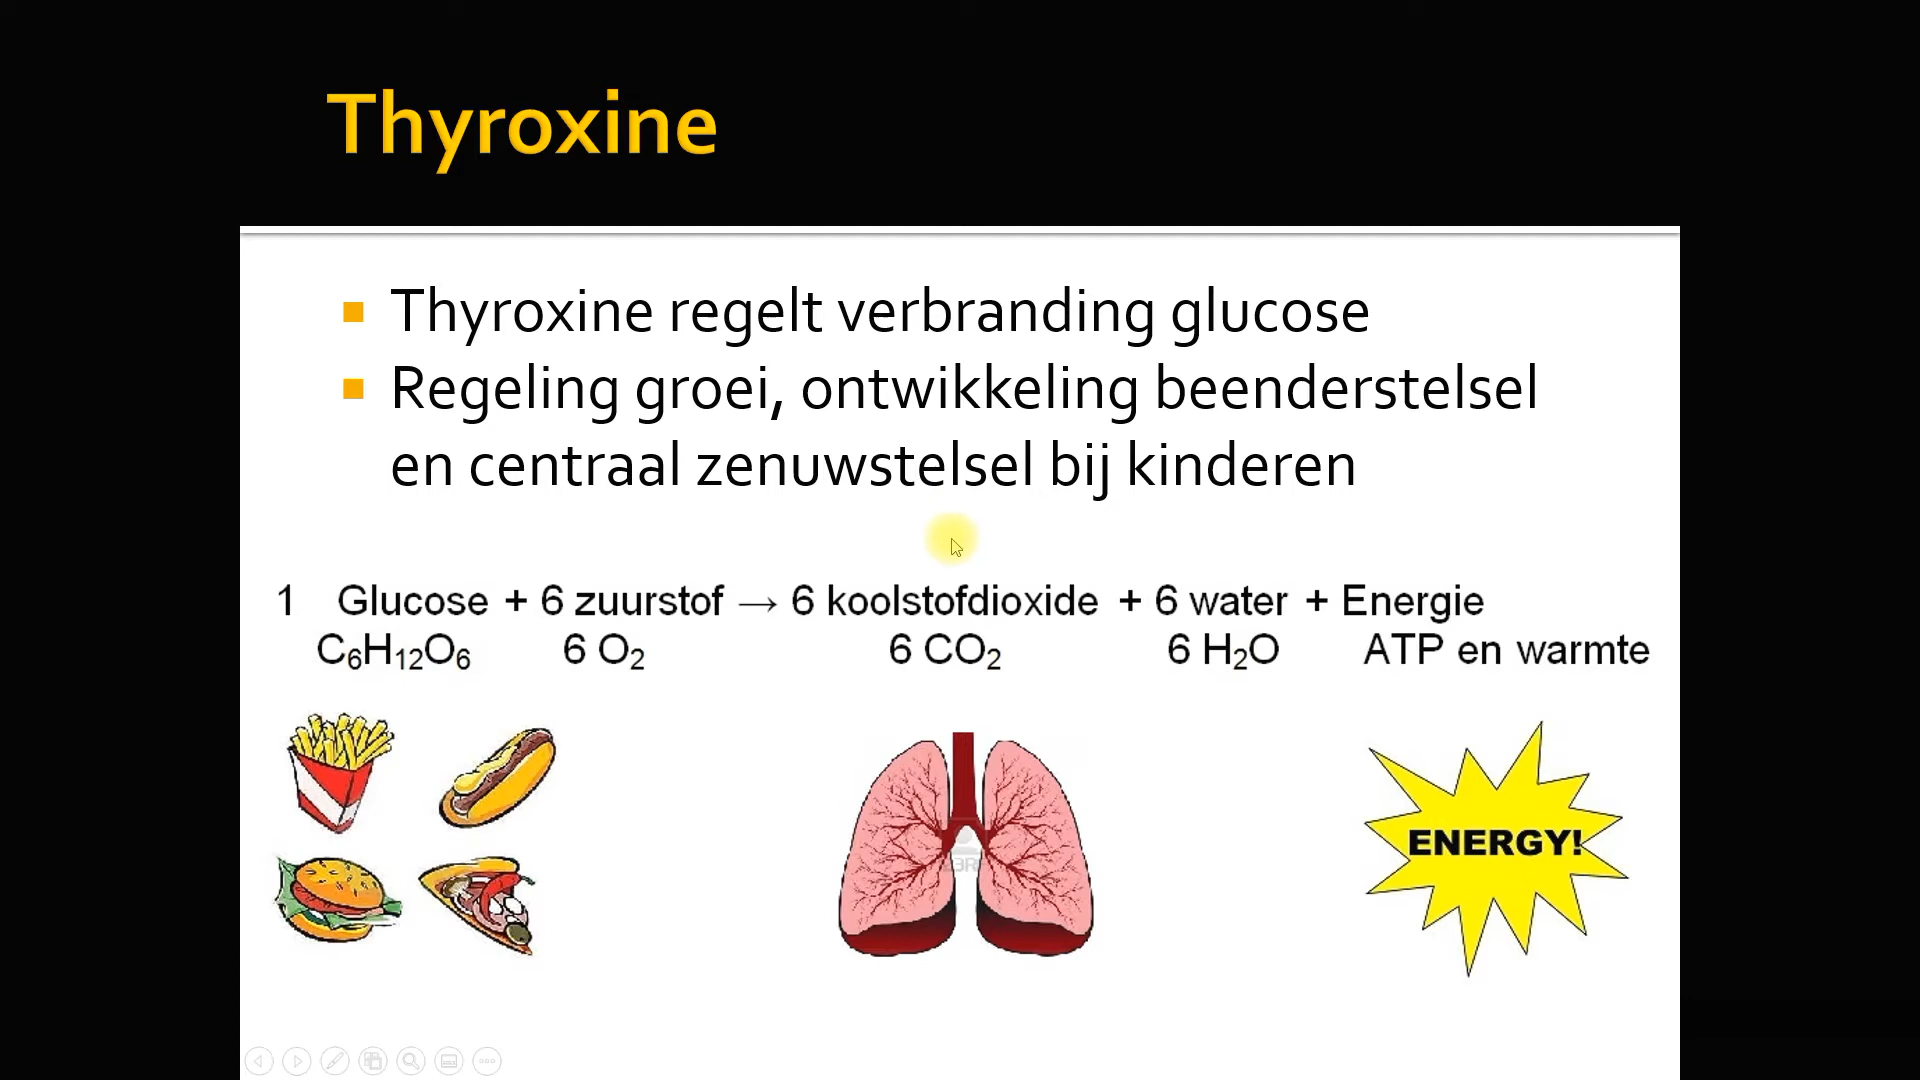 Thyroxine
Thyroxine regelt verbranding glucose
Regeling groei, ontwikkeling beenderstelsel
en centraal zenuwstelsel bij kinderen
1 Glucose + 6 zuurstof → 6 koolstofdioxide + 6 water + Energie
C₆H₁₂O₆ 6 O₂ 6 CO₂ 6 H₂O ATP en warmte
ENERGY!